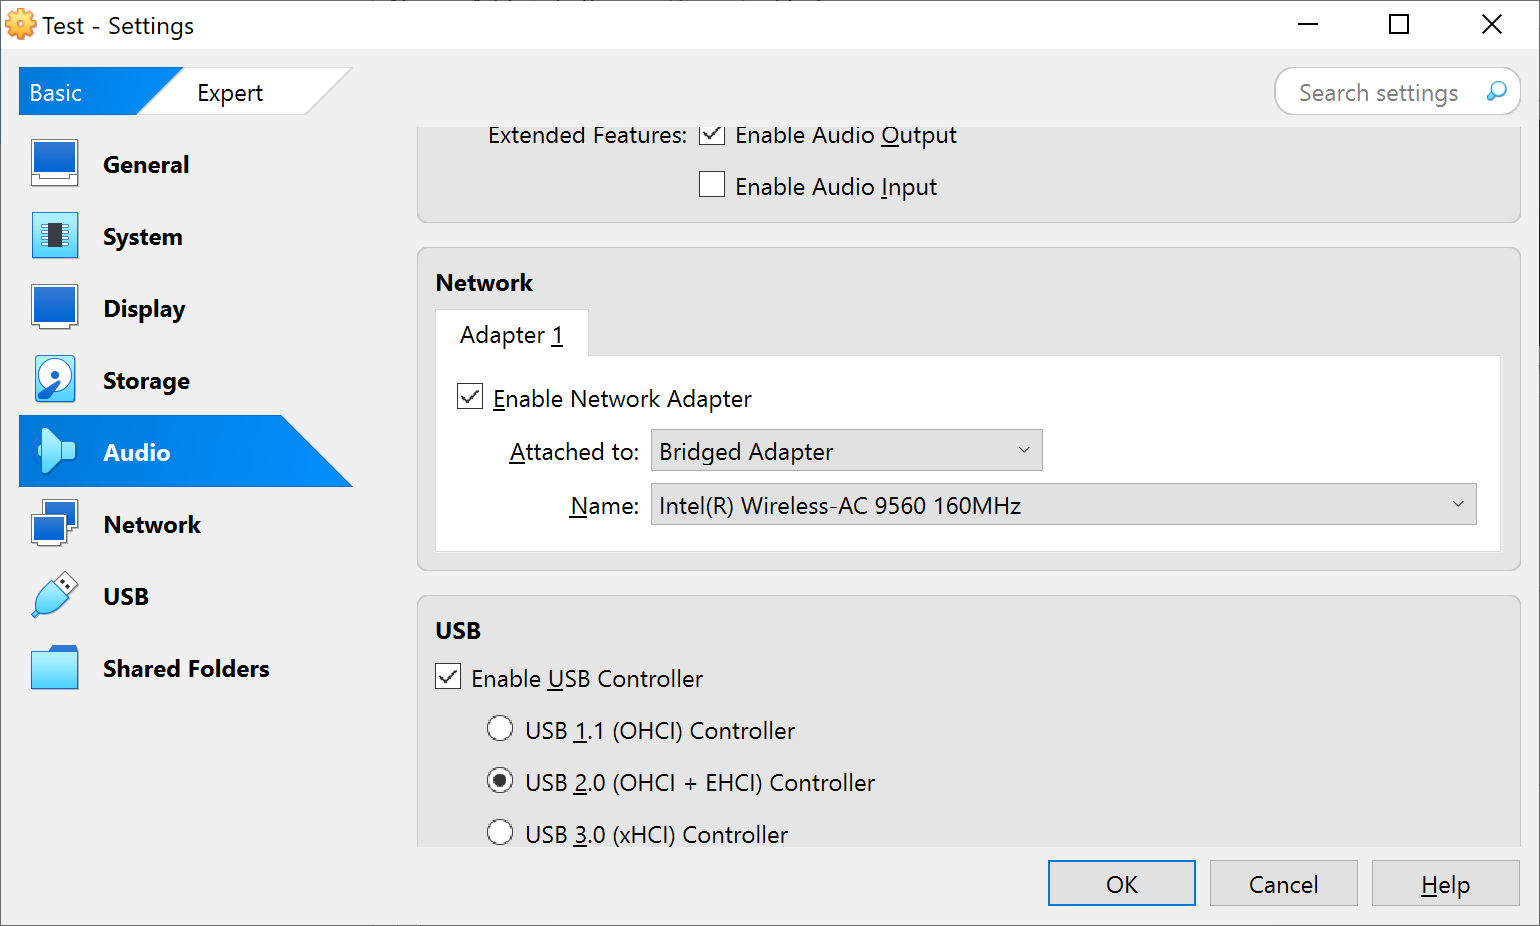 Test - Settings
Basic
Expert
Search settings
General
System
Display
Storage
Audio
Network
USB
Shared Folders
Extended Features:
Enable Audio Output
Enable Audio Input
Network
Adapter 1
Enable Network Adapter
Attached to: Bridged Adapter
Name: Intel(R) Wireless-AC 9560 160MHz
USB
Enable USB Controller
USB 1.1 (OHCI) Controller
USB 2.0 (OHCI + EHCI) Controller
USB 3.0 (xHCI) Controller
OK
Cancel
Help